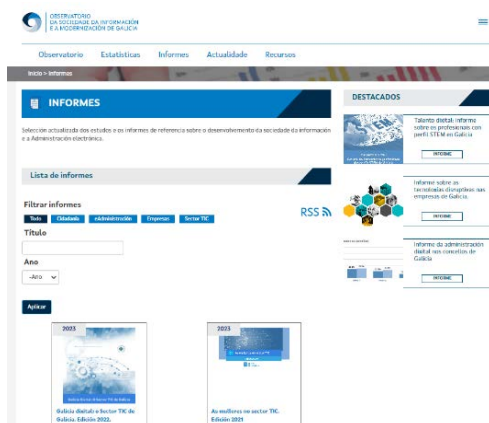 OBSERVATORIO
DA SOCIEDADE DA INFORMACIÓN
E A MODERNIZACIÓN DE GALICIA
Observatorio Estatísticas Informes Actualidade Recursos
Inicio > Informes
INFORMES
Selección actualizada dos estudos e os informes de referencia sobre o desenvolvemento da sociedade da información
e a Administración electrónica.
Lista de informes
Filtrar informes
Todo Cidadanía eAdministración Empresas Sector TIC
RSS
Título
Ano
-Ano
Aplicar
2023
Galicia dixital: o Sector TIC de
Galicia. Edición 2022.
2023
As mulleres no sector TIC.
Edición 2021
DESTACADOS
Talento dixital: informe
sobre os profesionais con
perfil STEM en Galicia
INFORME
Informe sobre as
tecnoloxías disruptivas nas
empresas de Galicia.
INFORME
Informe da administración
dixital nos concellos de
Galicia
INFORME